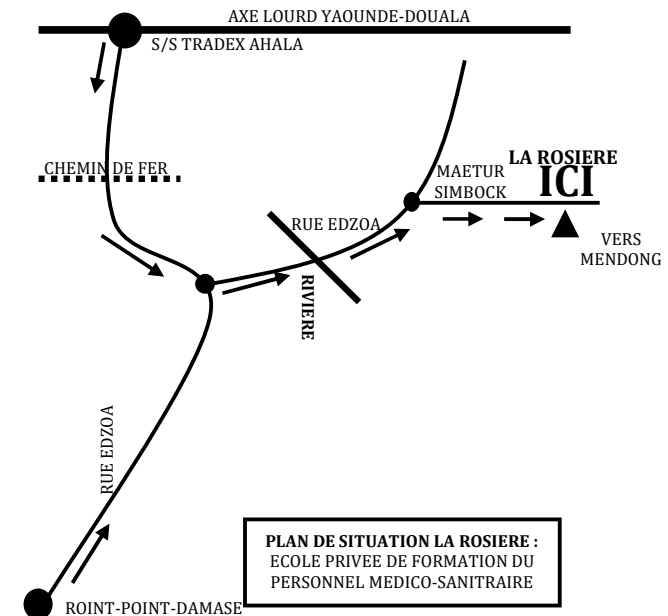 AXE LOURD YAOUNDE-DOUALA
S/S TRADEX AHALA
CHEMIN DE FER
LA ROSIERE
ICI
MAETUR
SIMBOCK
RUE EDZOA
VERS
MENDONG
RIVIERE
RUE EDZOA
PLAN DE SITUATION LA ROSIERE :
ECOLE PRIVEE DE FORMATION DU
PERSONNEL MEDICO-SANITRAIRE
ROINT-POINT-DAMASE